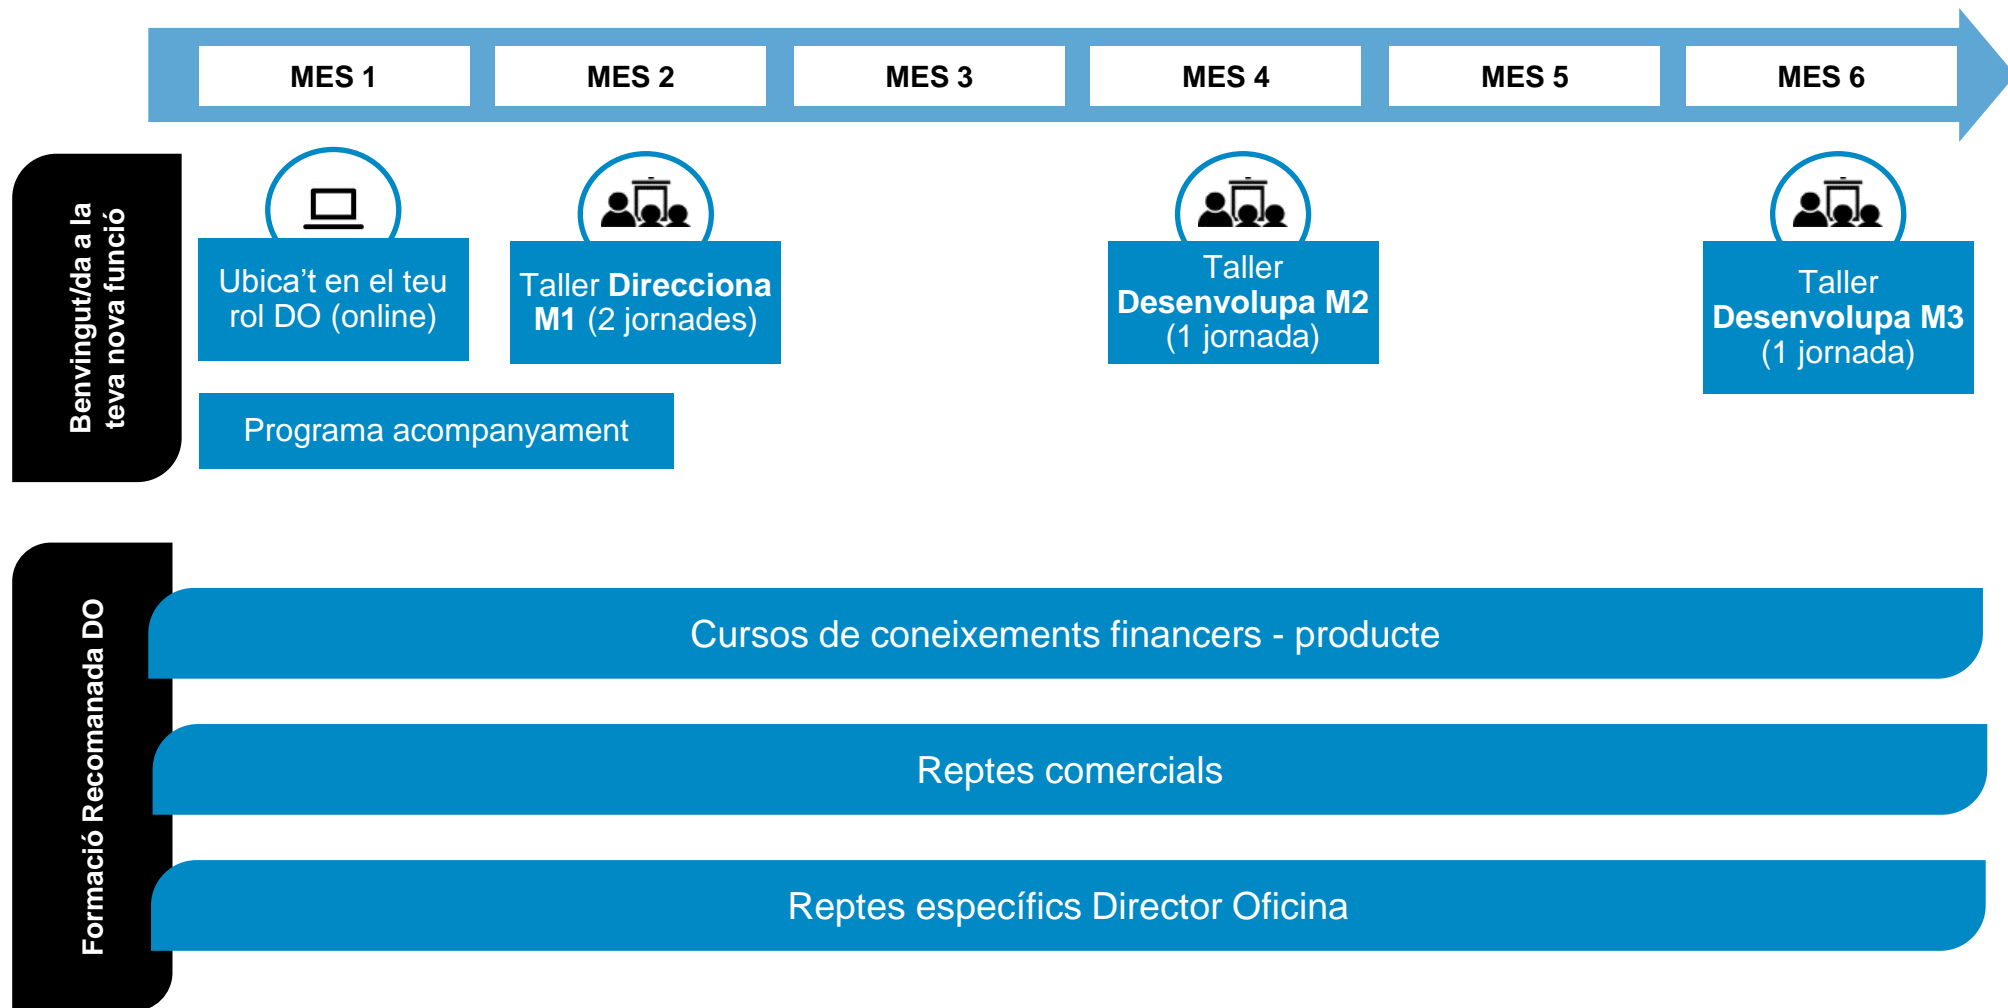 MES 1
MES 2
MES 3
MES 4
MES 5
MES 6
Benvingut/da a la
teva nova funció
Ubica’t en el teu
rol DO (online)
Taller Direcciona
M1 (2 jornades)
Taller
Desenvolupa M2
(1 jornada)
Taller
Desenvolupa M3
(1 jornada)
Programa acompanyament
Formació Recomanada DO
Cursos de coneixements financers - producte
Reptes comercials
Reptes específics Director Oficina